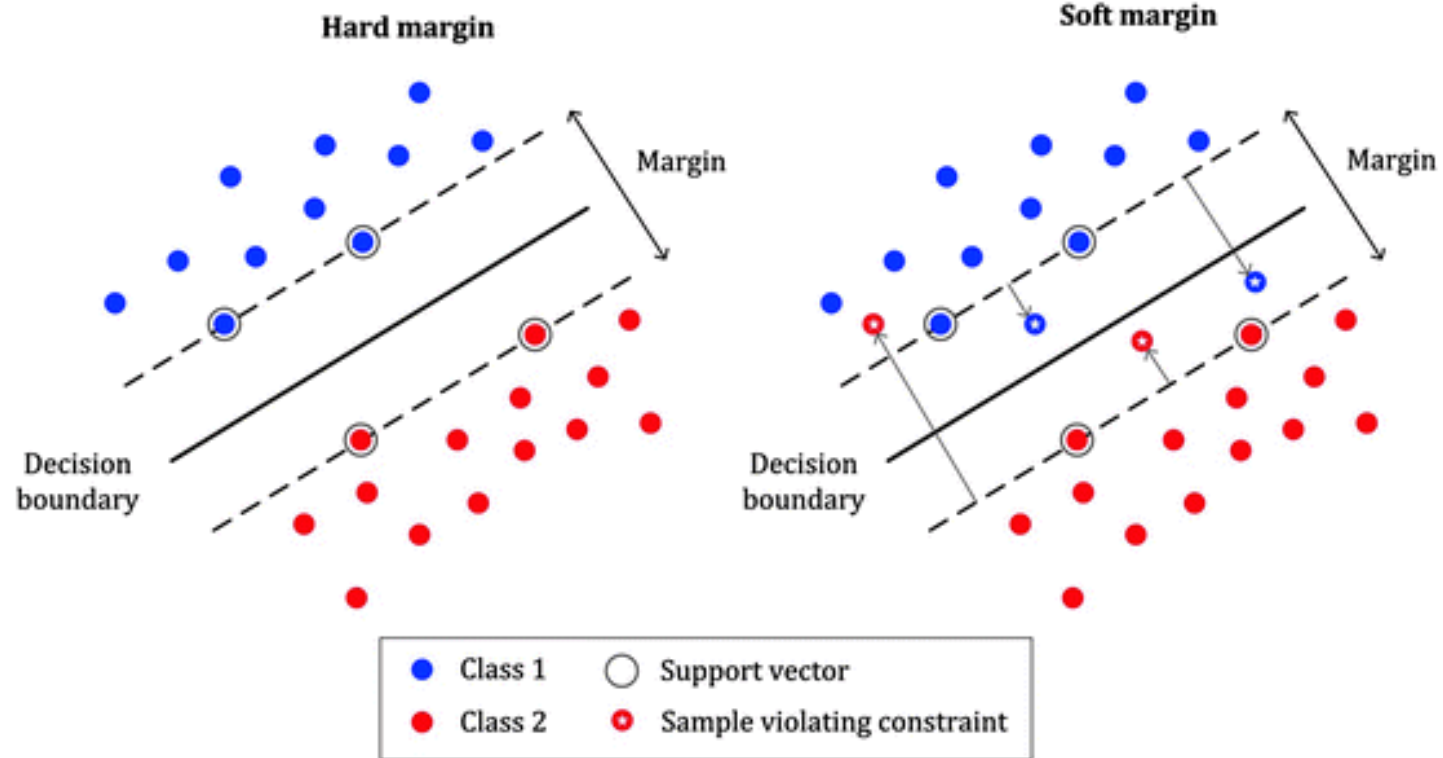 Hard margin
Soft margin
Margin
Margin
Decision
boundary
Decision
boundary
Class 1
Support vector
Class 2
Sample violating constraint